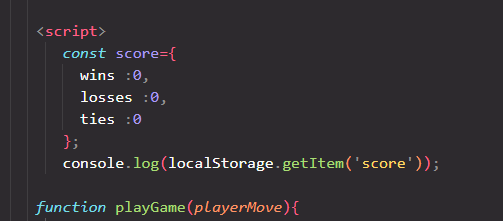 <script>
const score={
wins :0,
losses :0,
ties :0
};
console.log(localStorage.getItem('score'));
function playGame(playerMove){